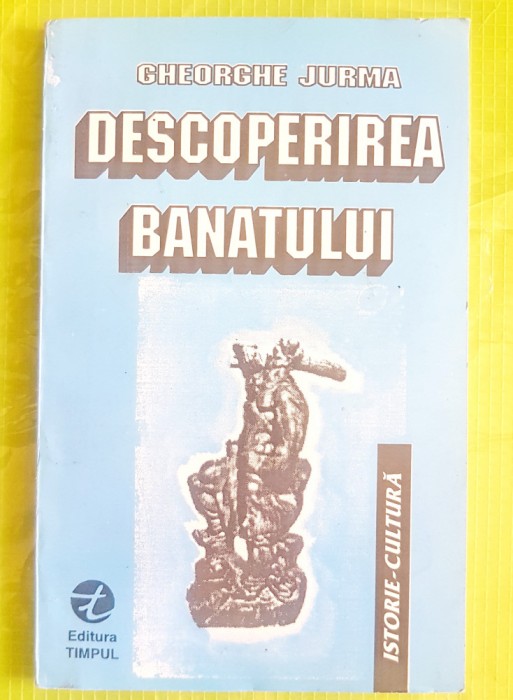 GHEORGHE JURMA
DESCOPERIREA
BANATULUI
ISTORIE-CULTURĂ
t
Editura
TIMPUL